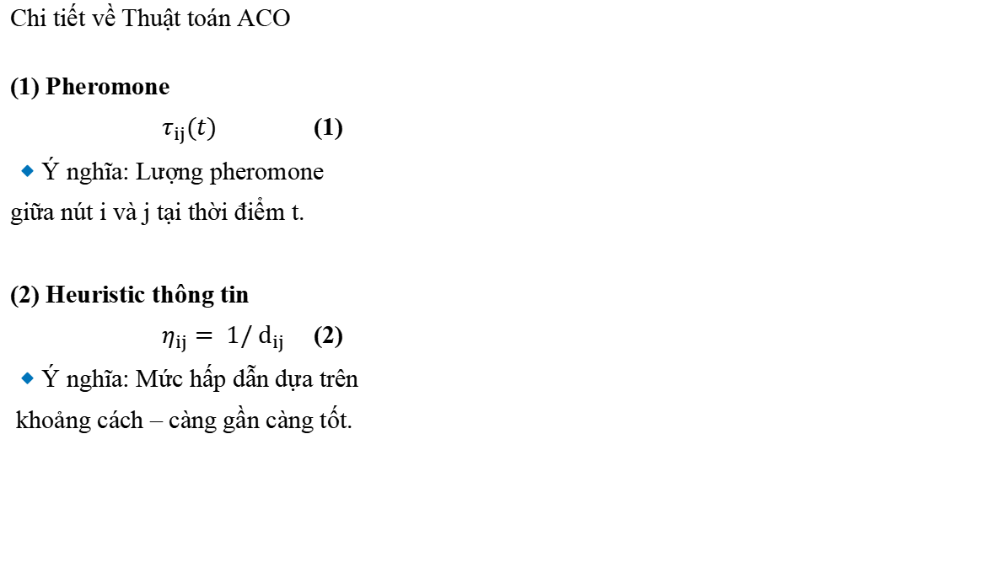 Chi tiết về Thuật toán ACO
(1) Pheromone
τij(t) (1)
🔹Ý nghĩa: Lượng pheromone
giữa nút i và j tại thời điểm t.
(2) Heuristic thông tin
ηij = 1/ dij (2)
🔹Ý nghĩa: Mức hấp dẫn dựa trên
khoảng cách – càng gần càng tốt.